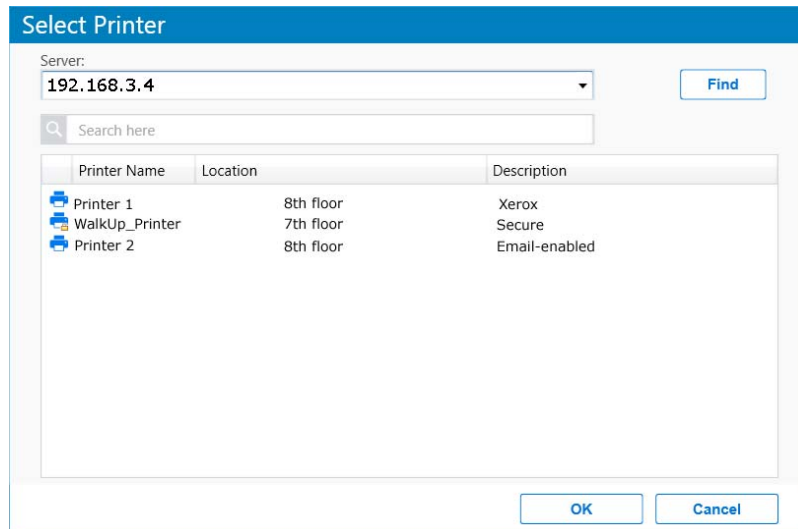 Select Printer
Server:
192.168.3.4
Find
Search here
Printer Name Location Description
Printer 1 8th floor Xerox
WalkUp_Printer 7th floor Secure
Printer 2 8th floor Email-enabled
OK Cancel